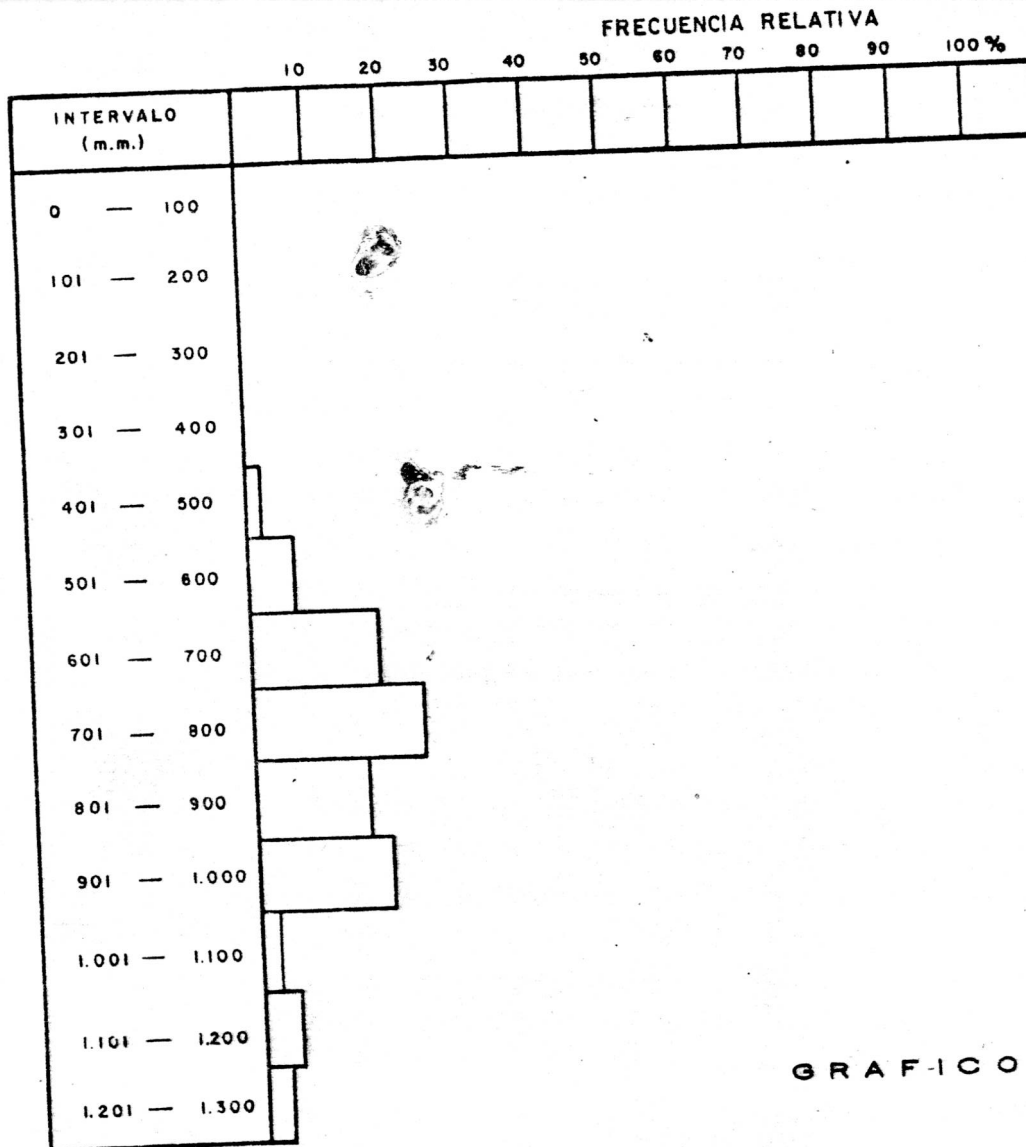 FRECUENCIA RELATIVA
10 20 30 40 50 60 70 80 90 100 %
INTERVALO
(m.m.)
0 — 100
101 — 200
201 — 300
301 — 400
401 — 500
501 — 600
601 — 700
701 — 800
801 — 900
901 — 1.000
1.001 — 1.100
1.101 — 1.200
1.201 — 1.300
GRAFICO